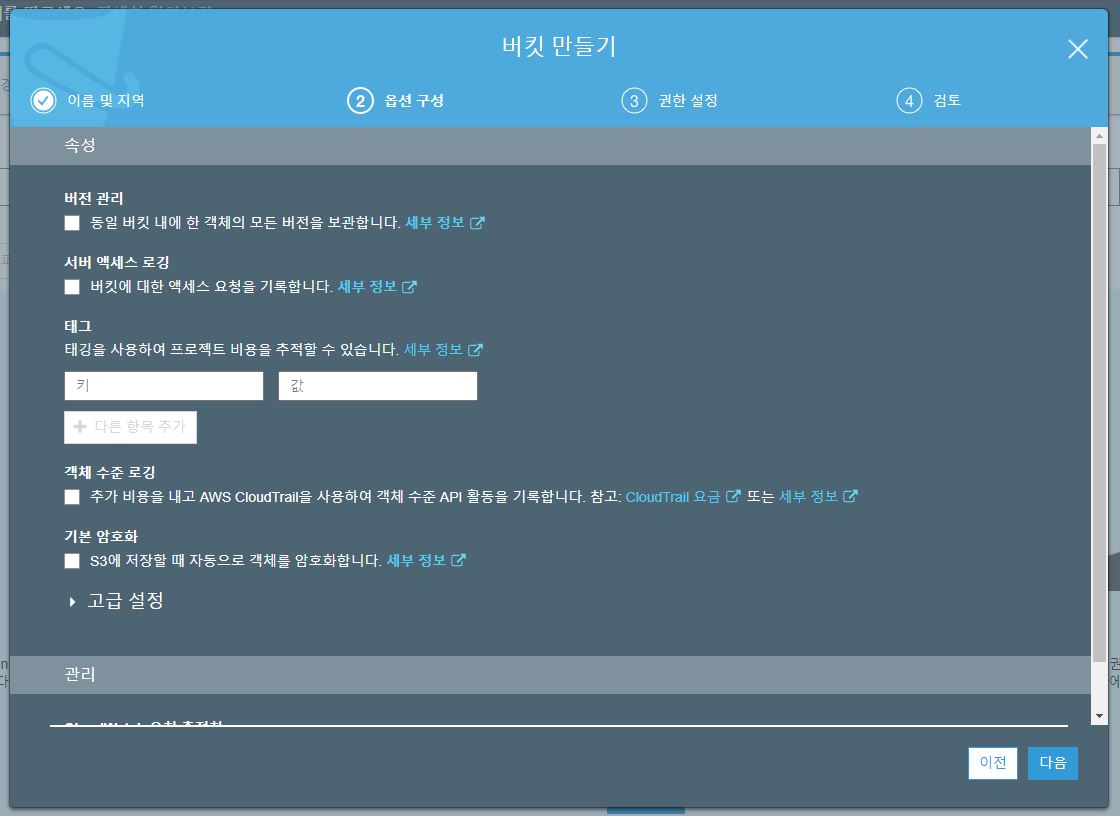 버킷 만들기
이름 및 지역
2 옵션 구성
3 권한 설정
4 검토
속성
버전 관리
동일 버킷 내에 한 객체의 모든 버전을 보관합니다. 세부 정보
서버 액세스 로깅
버킷에 대한 액세스 요청을 기록합니다. 세부 정보
태그
태깅을 사용하여 프로젝트 비용을 추적할 수 있습니다. 세부 정보
키
값
다른 항목 추가
객체 수준 로깅
추가 비용을 내고 AWS CloudTrail을 사용하여 객체 수준 API 활동을 기록합니다. 참고: CloudTrail 요금 또는 세부 정보
기본 암호화
S3에 저장할 때 자동으로 객체를 암호화합니다. 세부 정보
고급 설정
관리
이전
다음